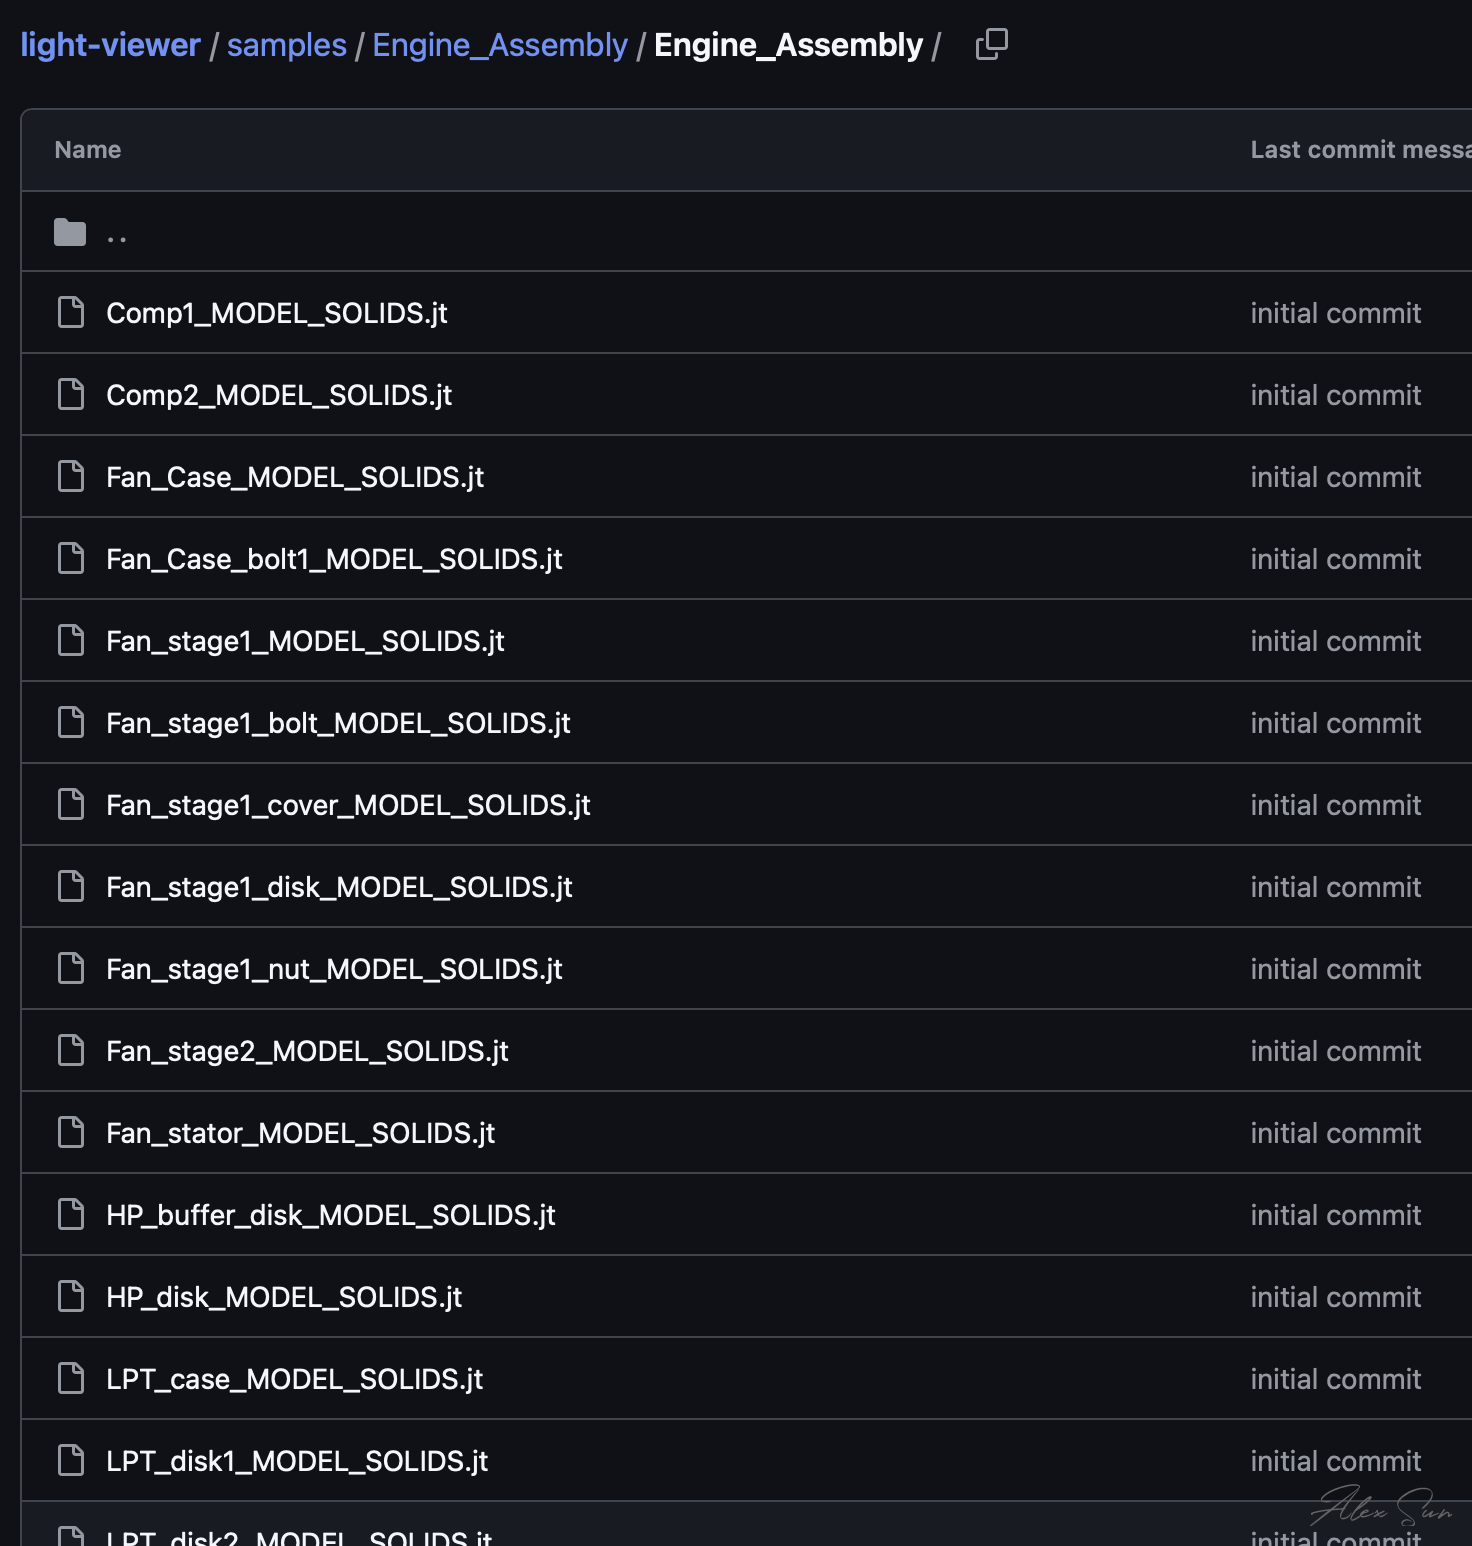 light-viewer / samples / Engine_Assembly / Engine_Assembly /
Name Last commit messa
..
Comp1_MODEL_SOLIDS.jt initial commit
Comp2_MODEL_SOLIDS.jt initial commit
Fan_Case_MODEL_SOLIDS.jt initial commit
Fan_Case_bolt1_MODEL_SOLIDS.jt initial commit
Fan_stage1_MODEL_SOLIDS.jt initial commit
Fan_stage1_bolt_MODEL_SOLIDS.jt initial commit
Fan_stage1_cover_MODEL_SOLIDS.jt initial commit
Fan_stage1_disk_MODEL_SOLIDS.jt initial commit
Fan_stage1_nut_MODEL_SOLIDS.jt initial commit
Fan_stage2_MODEL_SOLIDS.jt initial commit
Fan_stator_MODEL_SOLIDS.jt initial commit
HP_buffer_disk_MODEL_SOLIDS.jt initial commit
HP_disk_MODEL_SOLIDS.jt initial commit
LPT_case_MODEL_SOLIDS.jt initial commit
LPT_disk1_MODEL_SOLIDS.jt initial commit
Alex Sun
LPT_disk2_MODEL_SOLIDS.jt initial commit